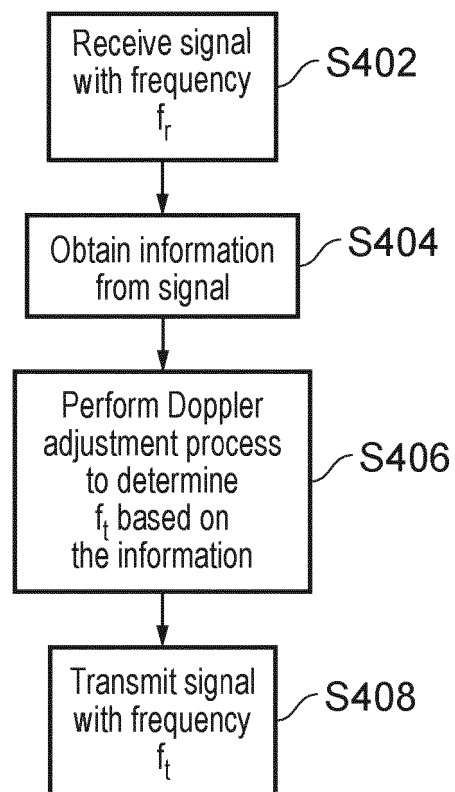 Receive signal
with frequency
fr
S402
Obtain information
from signal
S404
Perform Doppler
adjustment process
to determine
ft based on
the information
S406
Transmit signal
with frequency
ft
S408